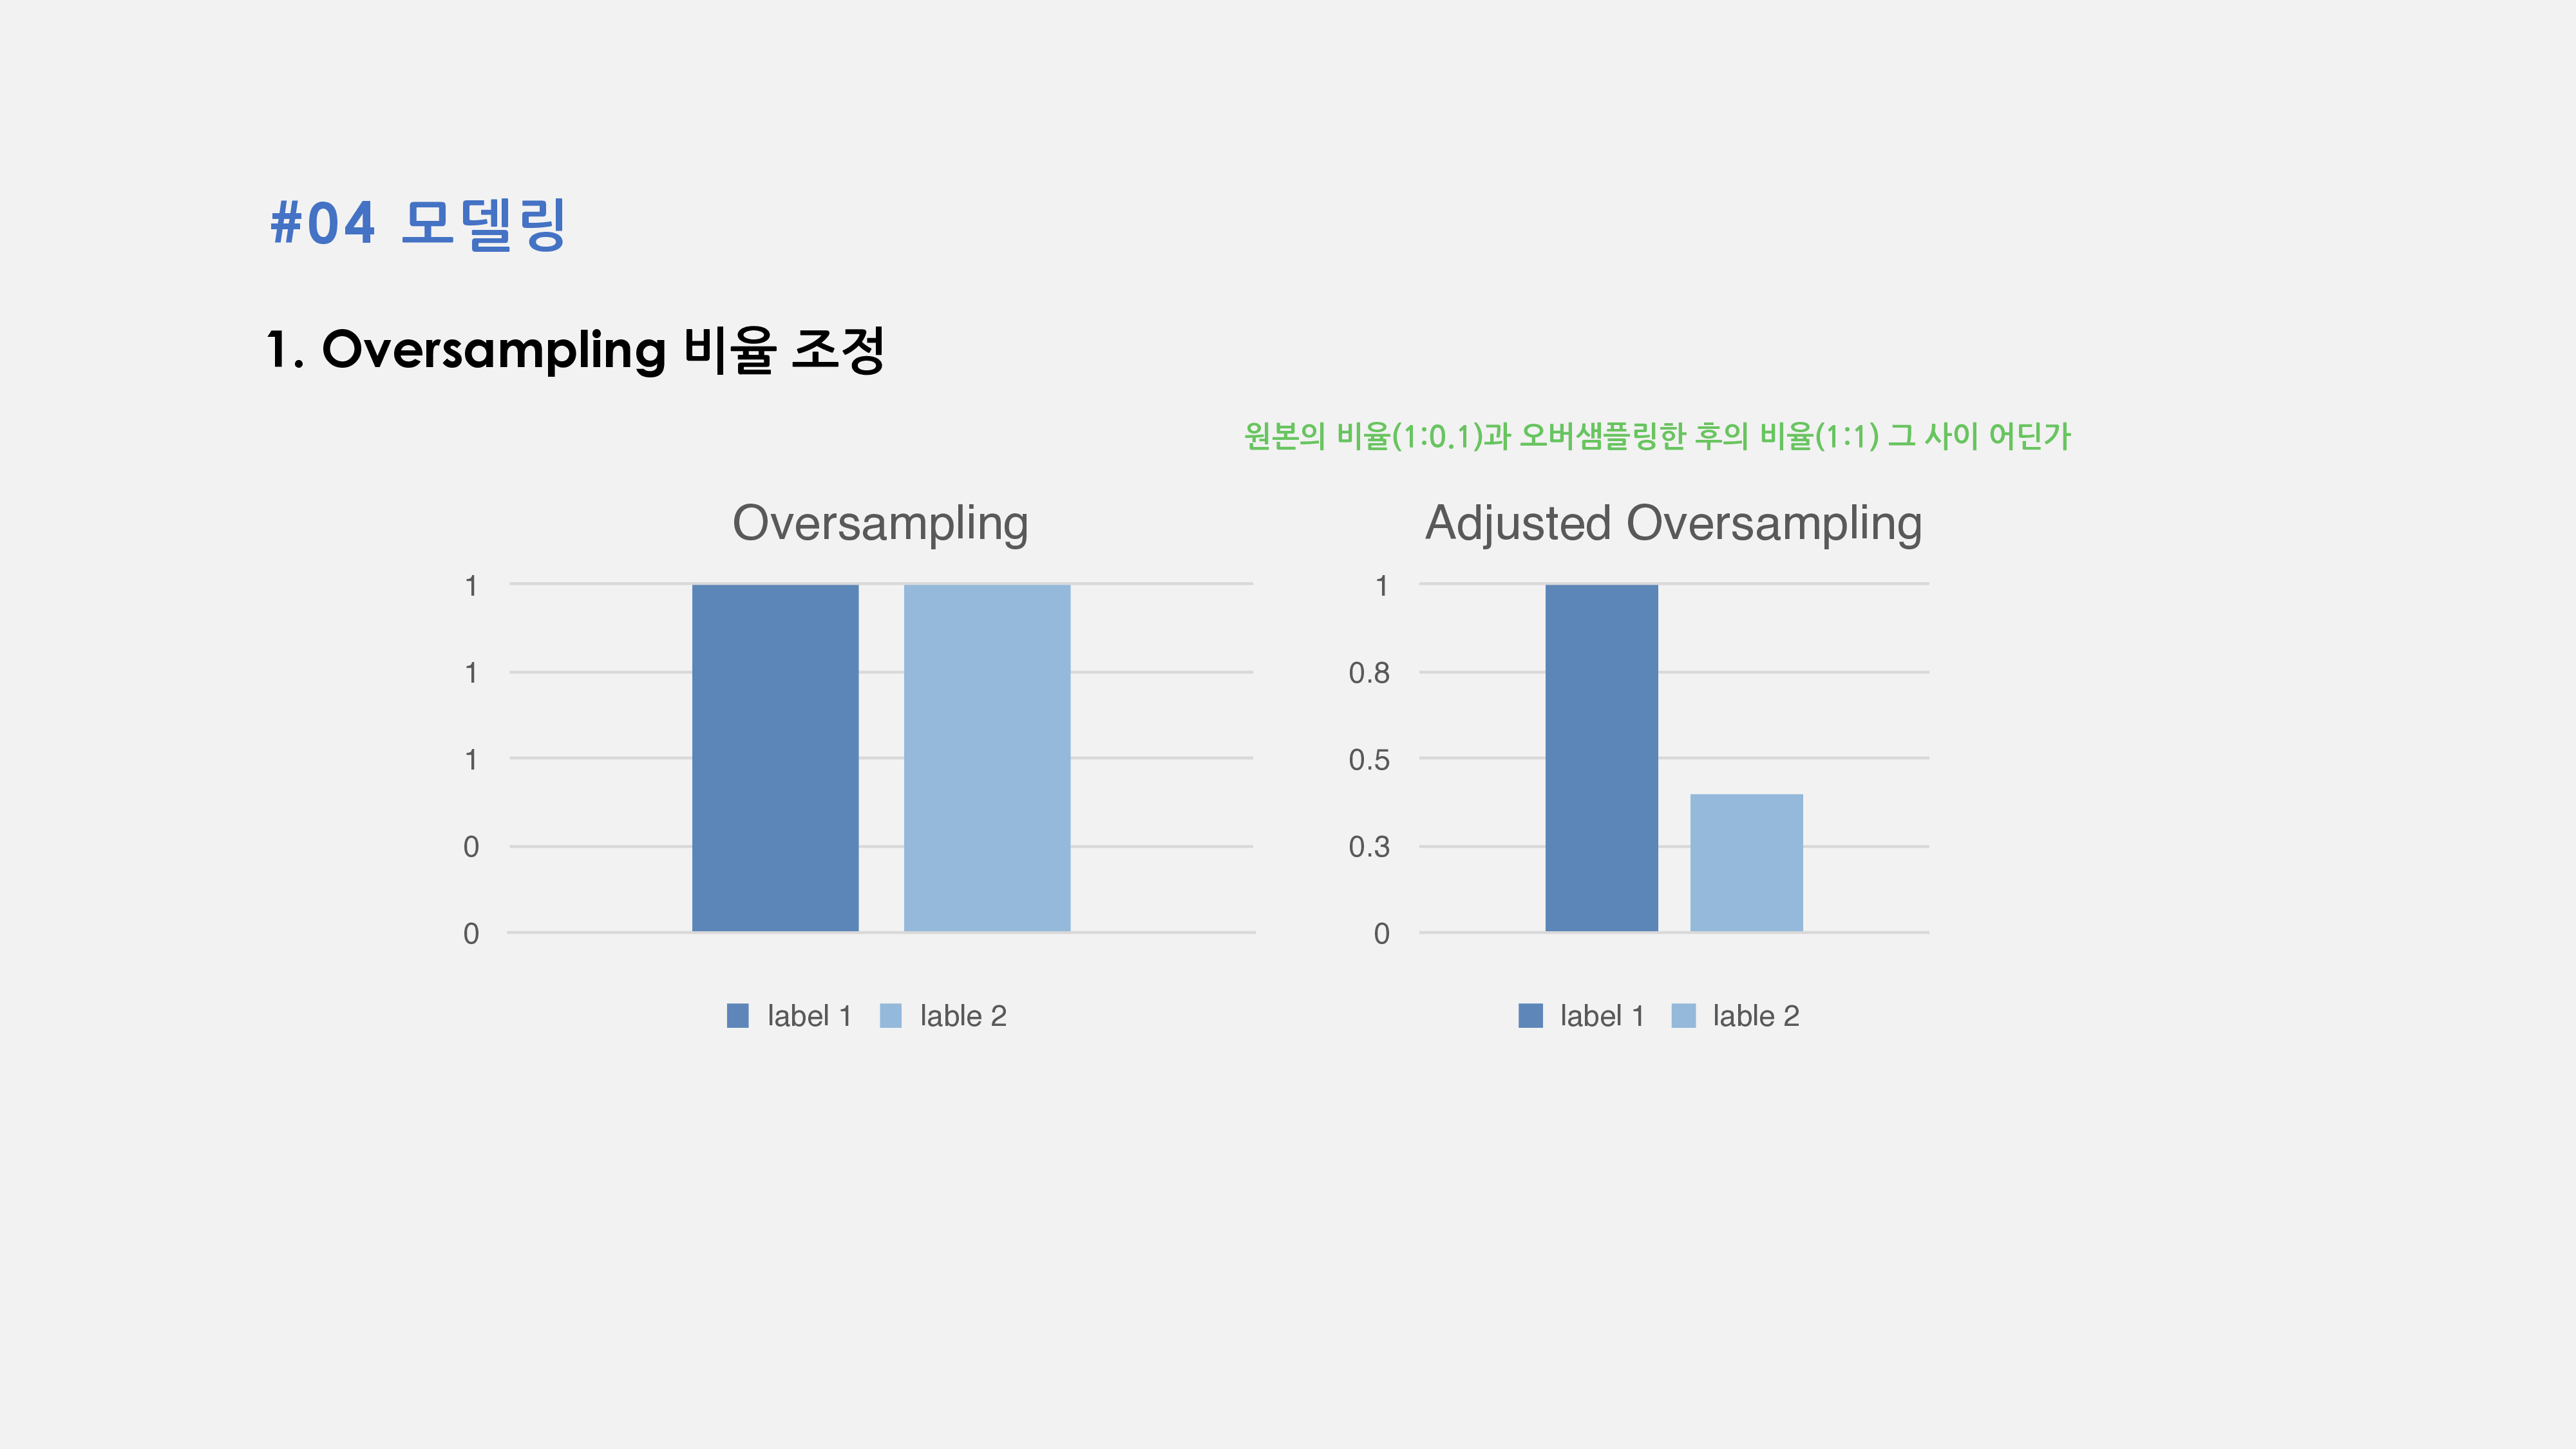 #04 모델링
1. Oversampling 비율 조정
원본의 비율(1:0.1)과 오버샘플링한 후의 비율(1:1) 그 사이 어딘가
Oversampling
1
1
1
0
0
label 1 lable 2
Adjusted Oversampling
1
0.8
0.5
0.3
0
label 1 lable 2